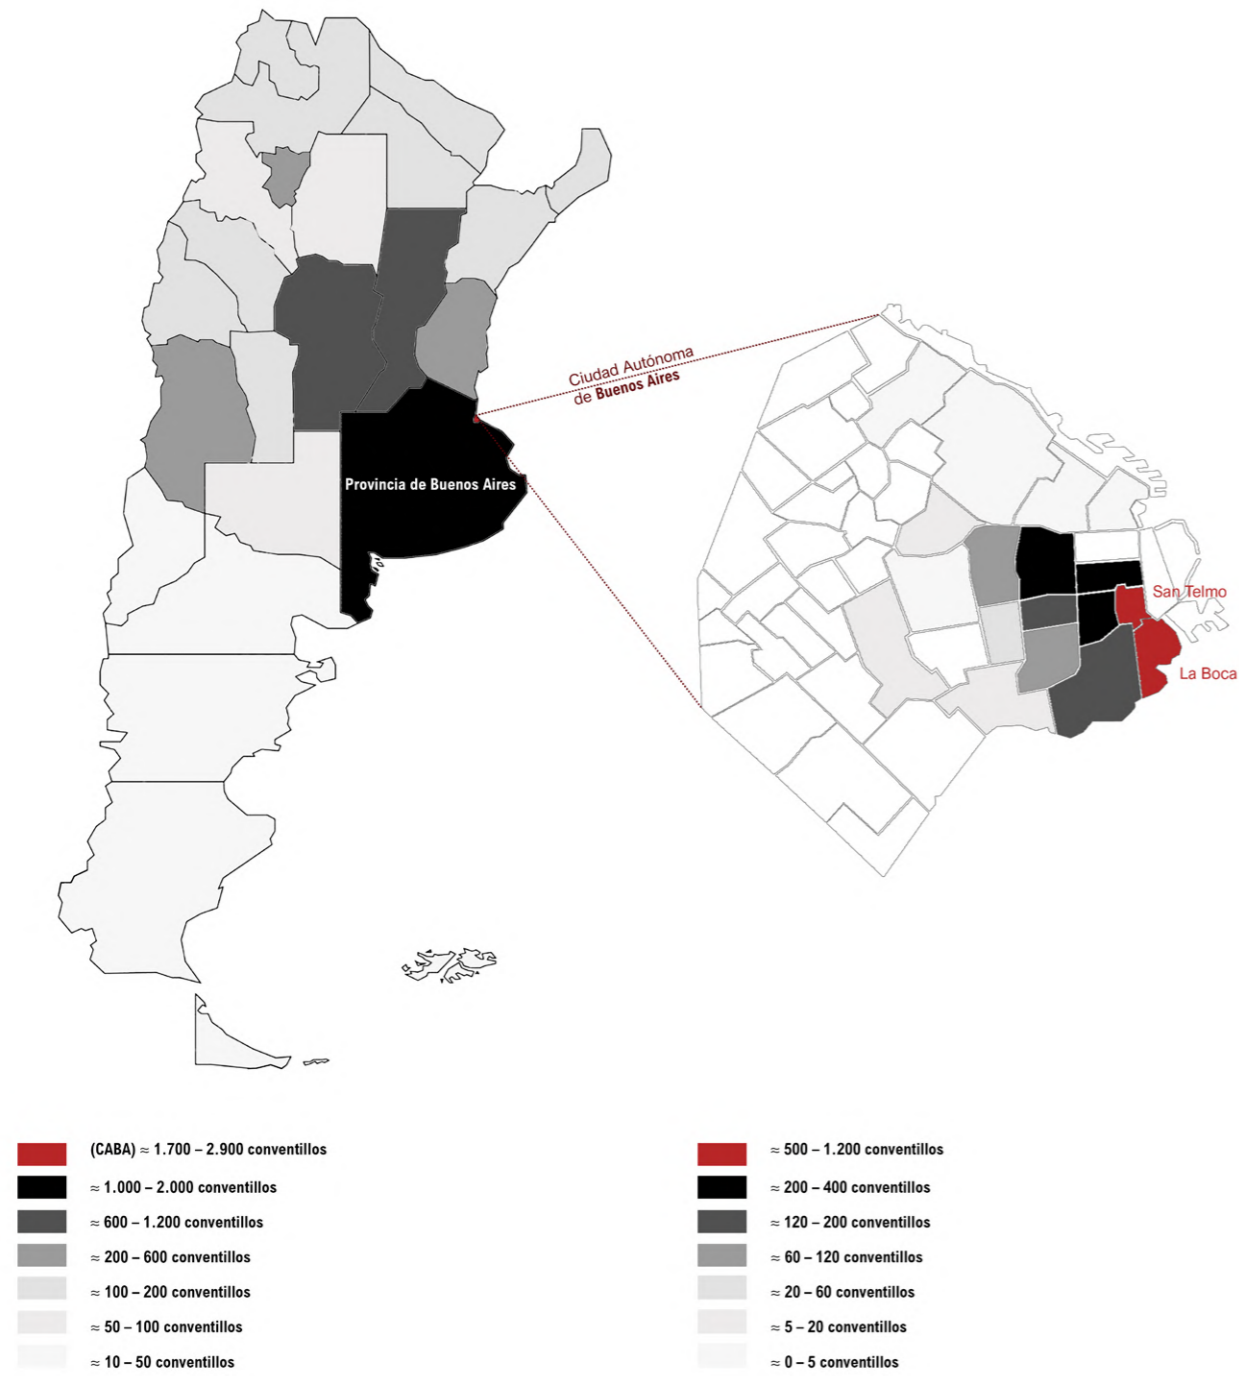 Ciudad Autónoma
de Buenos Aires
Provincia de Buenos Aires
San Telmo
La Boca
(CABA) ≈ 1.700 – 2.900 conventillos
≈ 1.000 – 2.000 conventillos
≈ 600 – 1.200 conventillos
≈ 200 – 600 conventillos
≈ 100 – 200 conventillos
≈ 50 – 100 conventillos
≈ 10 – 50 conventillos
≈ 500 – 1.200 conventillos
≈ 200 – 400 conventillos
≈ 120 – 200 conventillos
≈ 60 – 120 conventillos
≈ 20 – 60 conventillos
≈ 5 – 20 conventillos
≈ 0 – 5 conventillos